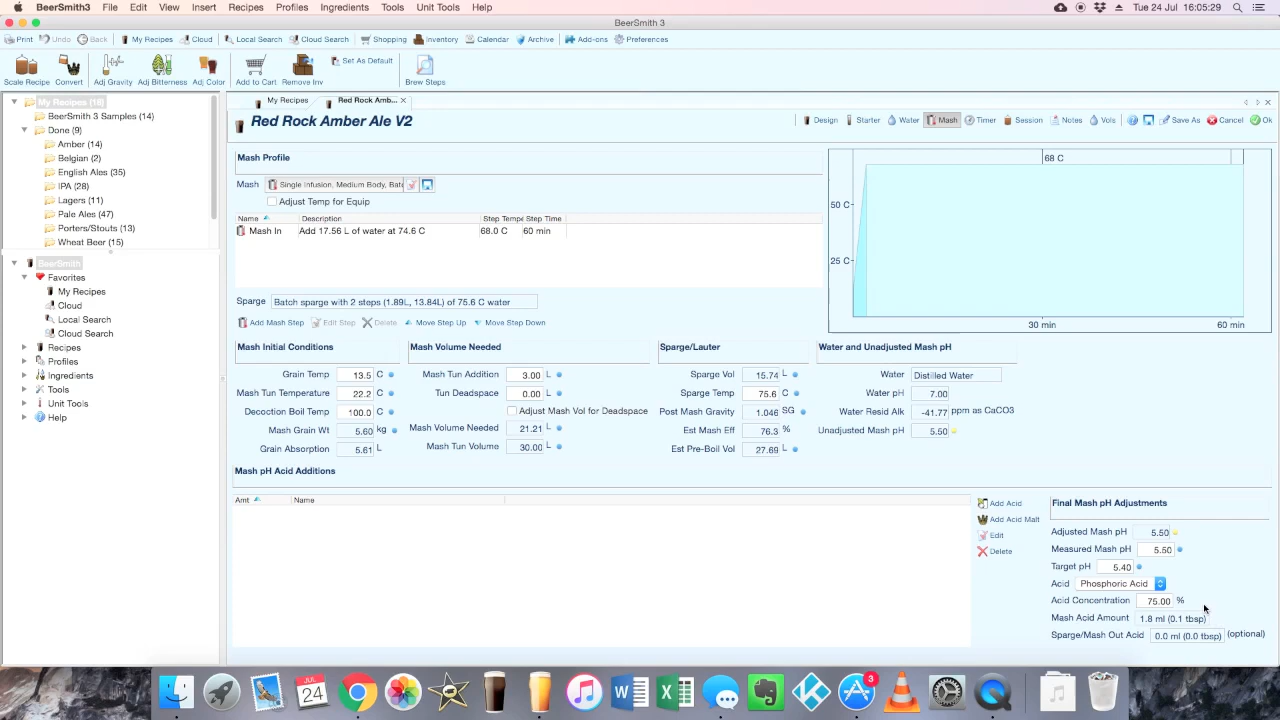 BeerSmith3 File Edit View Insert Recipes Profiles Ingredients Tools Unit Tools Help Tue 24 Jul 16:05:29
BeerSmith 3
Print Undo Back My Recipes Cloud Local Search Cloud Search Shopping Inventory Calendar Archive Add-ons Preferences
Set As Default
Scale Recipe Convert Adj Gravity Adj Bitterness Adj Color Add to Cart Remove Inv Brew Steps
My Recipes (16)
BeerSmith 3 Samples (14)
Done (9)
Amber (14)
Belgian (2)
English Ales (35)
IPA (28)
Lagers (11)
Pale Ales (47)
Porters/Stouts (13)
Wheat Beer (15)
BeerSmith
Favorites
My Recipes
Cloud
Local Search
Cloud Search
Recipes
Profiles
Ingredients
Tools
Unit Tools
Help
My Recipes Red Rock Amb...
Red Rock Amber Ale V2
Design Starter Water Mash Timer Session Notes Vols Save As Cancel Ok
Mash Profile
Mash Single Infusion, Medium Body, Bat
Adjust Temp for Equip
Name Description Step Tempe Step Time
Mash In Add 17.56 L of water at 74.6 C 68.0 C 60 min
Sparge Batch sparge with 2 steps (1.89L, 13.84L) of 75.6 C water
Add Mash Step Edit Step Delete Move Step Up Move Step Down
68 C
50 C
25 C
30 min 60 min
Mash Initial Conditions
Grain Temp 13.5 C
Mash Tun Temperature 22.2 C
Decoction Boil Temp 100.0 C
Mash Grain Wt 5.60 kg
Grain Absorption 5.61 L
Mash Volume Needed
Mash Tun Addition 3.00 L
Tun Deadspace 0.00 L
Adjust Mash Vol for Deadspace
Mash Volume Needed 21.21 L
Mash Tun Volume 30.00 L
Sparge/Lauter
Sparge Vol 15.74 L
Sparge Temp 75.6 C
Post Mash Gravity 1.046 SG
Est Mash Eff 76.3 %
Est Pre-Boil Vol 27.69 L
Water and Unadjusted Mash pH
Water Distilled Water
Water pH 7.00
Water Resid Alk -41.77 ppm as CaCO3
Unadjusted Mash pH 5.50
Mash pH Acid Additions
Amt Name
Add Acid
Add Acid Malt
Edit
Delete
Final Mash pH Adjustments
Adjusted Mash pH 5.50
Measured Mash pH 5.50
Target pH 5.40
Acid Phosphoric Acid
Acid Concentration 75.00 %
Mash Acid Amount 1.8 ml (0.1 tbsp)
Sparge/Mash Out Acid 0.0 ml (0.0 tbsp) (optional)
JUL
24
3